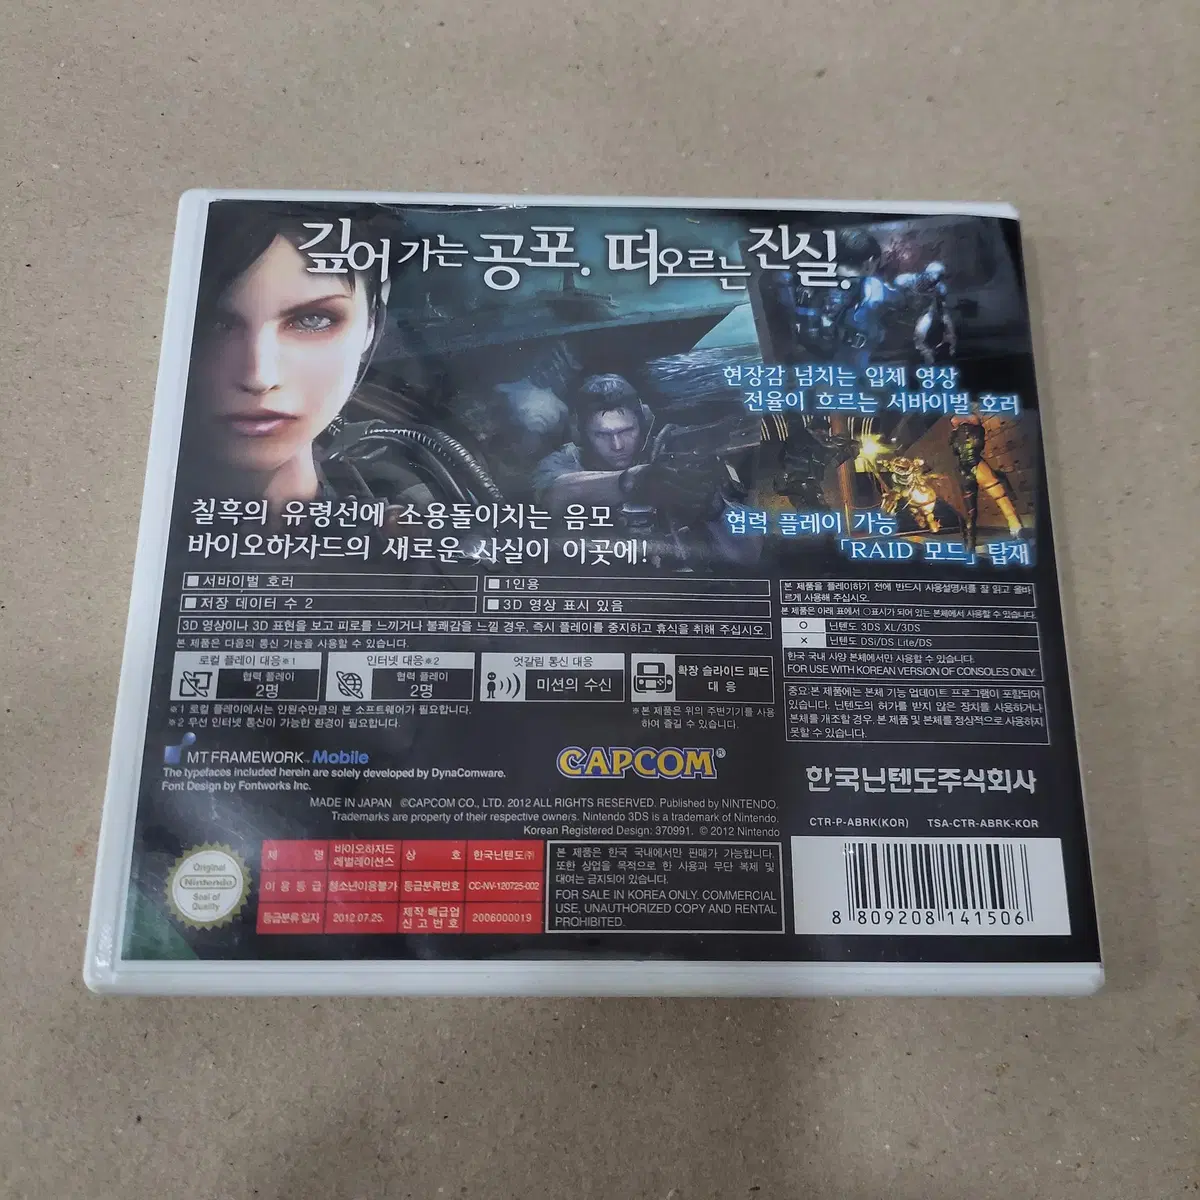 깊어 가는 공포. 떠오르는 진실.
현장감 넘치는 입체 영상
전율이 흐르는 서바이벌 호러
협력 플레이 가능
「RAID 모드」 탑재
칠흑의 유령선에 소용돌이치는 음모
바이오하자드의 새로운 사실이 이곳에!
■ 서바이벌 호러
■ 1인용
■ 저장 데이터 수 2
■ 3D 영상 표시 있음
3D 영상이나 3D 표현을 보고 피로를 느끼거나 불쾌감을 느낄 경우, 즉시 플레이를 중지하고 휴식을 취해 주십시오.
본 제품은 다음의 통신 기능을 사용할 수 있습니다.
로컬 플레이 대응※1
협력 플레이
2명
인터넷 대응※2
협력 플레이
2명
엇갈림 통신 대응
미션의 수신
확장 슬라이드 패드
대 응
※1 로컬 플레이에서는 인원수만큼의 본 소프트웨어가 필요합니다.
※2 무선 인터넷 통신이 가능한 환경이 필요합니다.
※본 제품은 위의 주변기기를 사용
하여 즐길 수 있습니다.
본 제품을 플레이하기 전에 반드시 사용설명서를 잘 읽고 올바
르게 사용해 주십시오.
본 제품은 아래 표에서 ○표시가 되어 있는 본체에서 사용할 수 있습니다.
○ 닌텐도 3DS XL/3DS
× 닌텐도 DSi/DS Lite/DS
한국 국내 사양 본체에서만 사용할 수 있습니다.
FOR USE WITH KOREAN VERSION OF CONSOLES ONLY.
중요:본 제품에는 본체 기능 업데이트 프로그램이 포함되어
있습니다. 닌텐도의 허가를 받지 않은 장치를 사용하거나
본체를 개조할 경우, 본 제품 및 본체를 정상적으로 사용하지
못할 수 있습니다.
MT FRAMEWORK Mobile
The typefaces included herein are solely developed by DynaComware.
Font Design by Fontworks Inc.
CAPCOM®
한국닌텐도주식회사
MADE IN JAPAN ©CAPCOM CO., LTD. 2012 ALL RIGHTS RESERVED. Published by NINTENDO.
Trademarks are property of their respective owners. Nintendo 3DS is a trademark of Nintendo.
Korean Registered Design: 370991. © 2012 Nintendo
CTR-P-ABRK(KOR) TSA-CTR-ABRK-KOR
Original
Nintendo
Seal of
Quality
제 명 바이오하자드 레벌레이션스 상 호 한국닌텐도㈜
이용등급 청소년이용불가 등급분류번호 CC-NV-120725-002
등급분류 일자 2012.07.25. 제작 배급업 신고 번호 2006000019
본 제품은 한국 국내에서만 판매가 가능합니다.
또한 상업을 목적으로 한 사용과 무단 복제 및
대여는 금지되어 있습니다.
FOR SALE IN KOREA ONLY. COMMERCIAL
USE, UNAUTHORIZED COPY AND RENTAL
PROHIBITED.
8 809208 141506